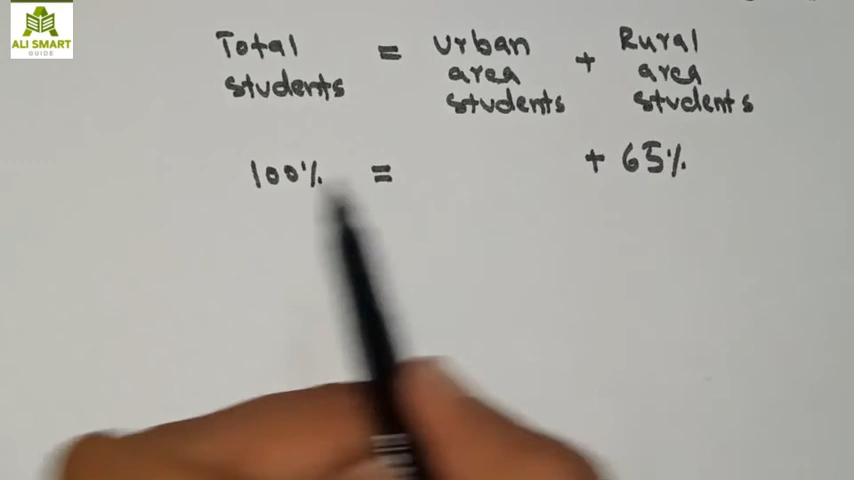 ALI SMART
GUIDE
Total students = Urban area students + Rural area students
100% = + 65%